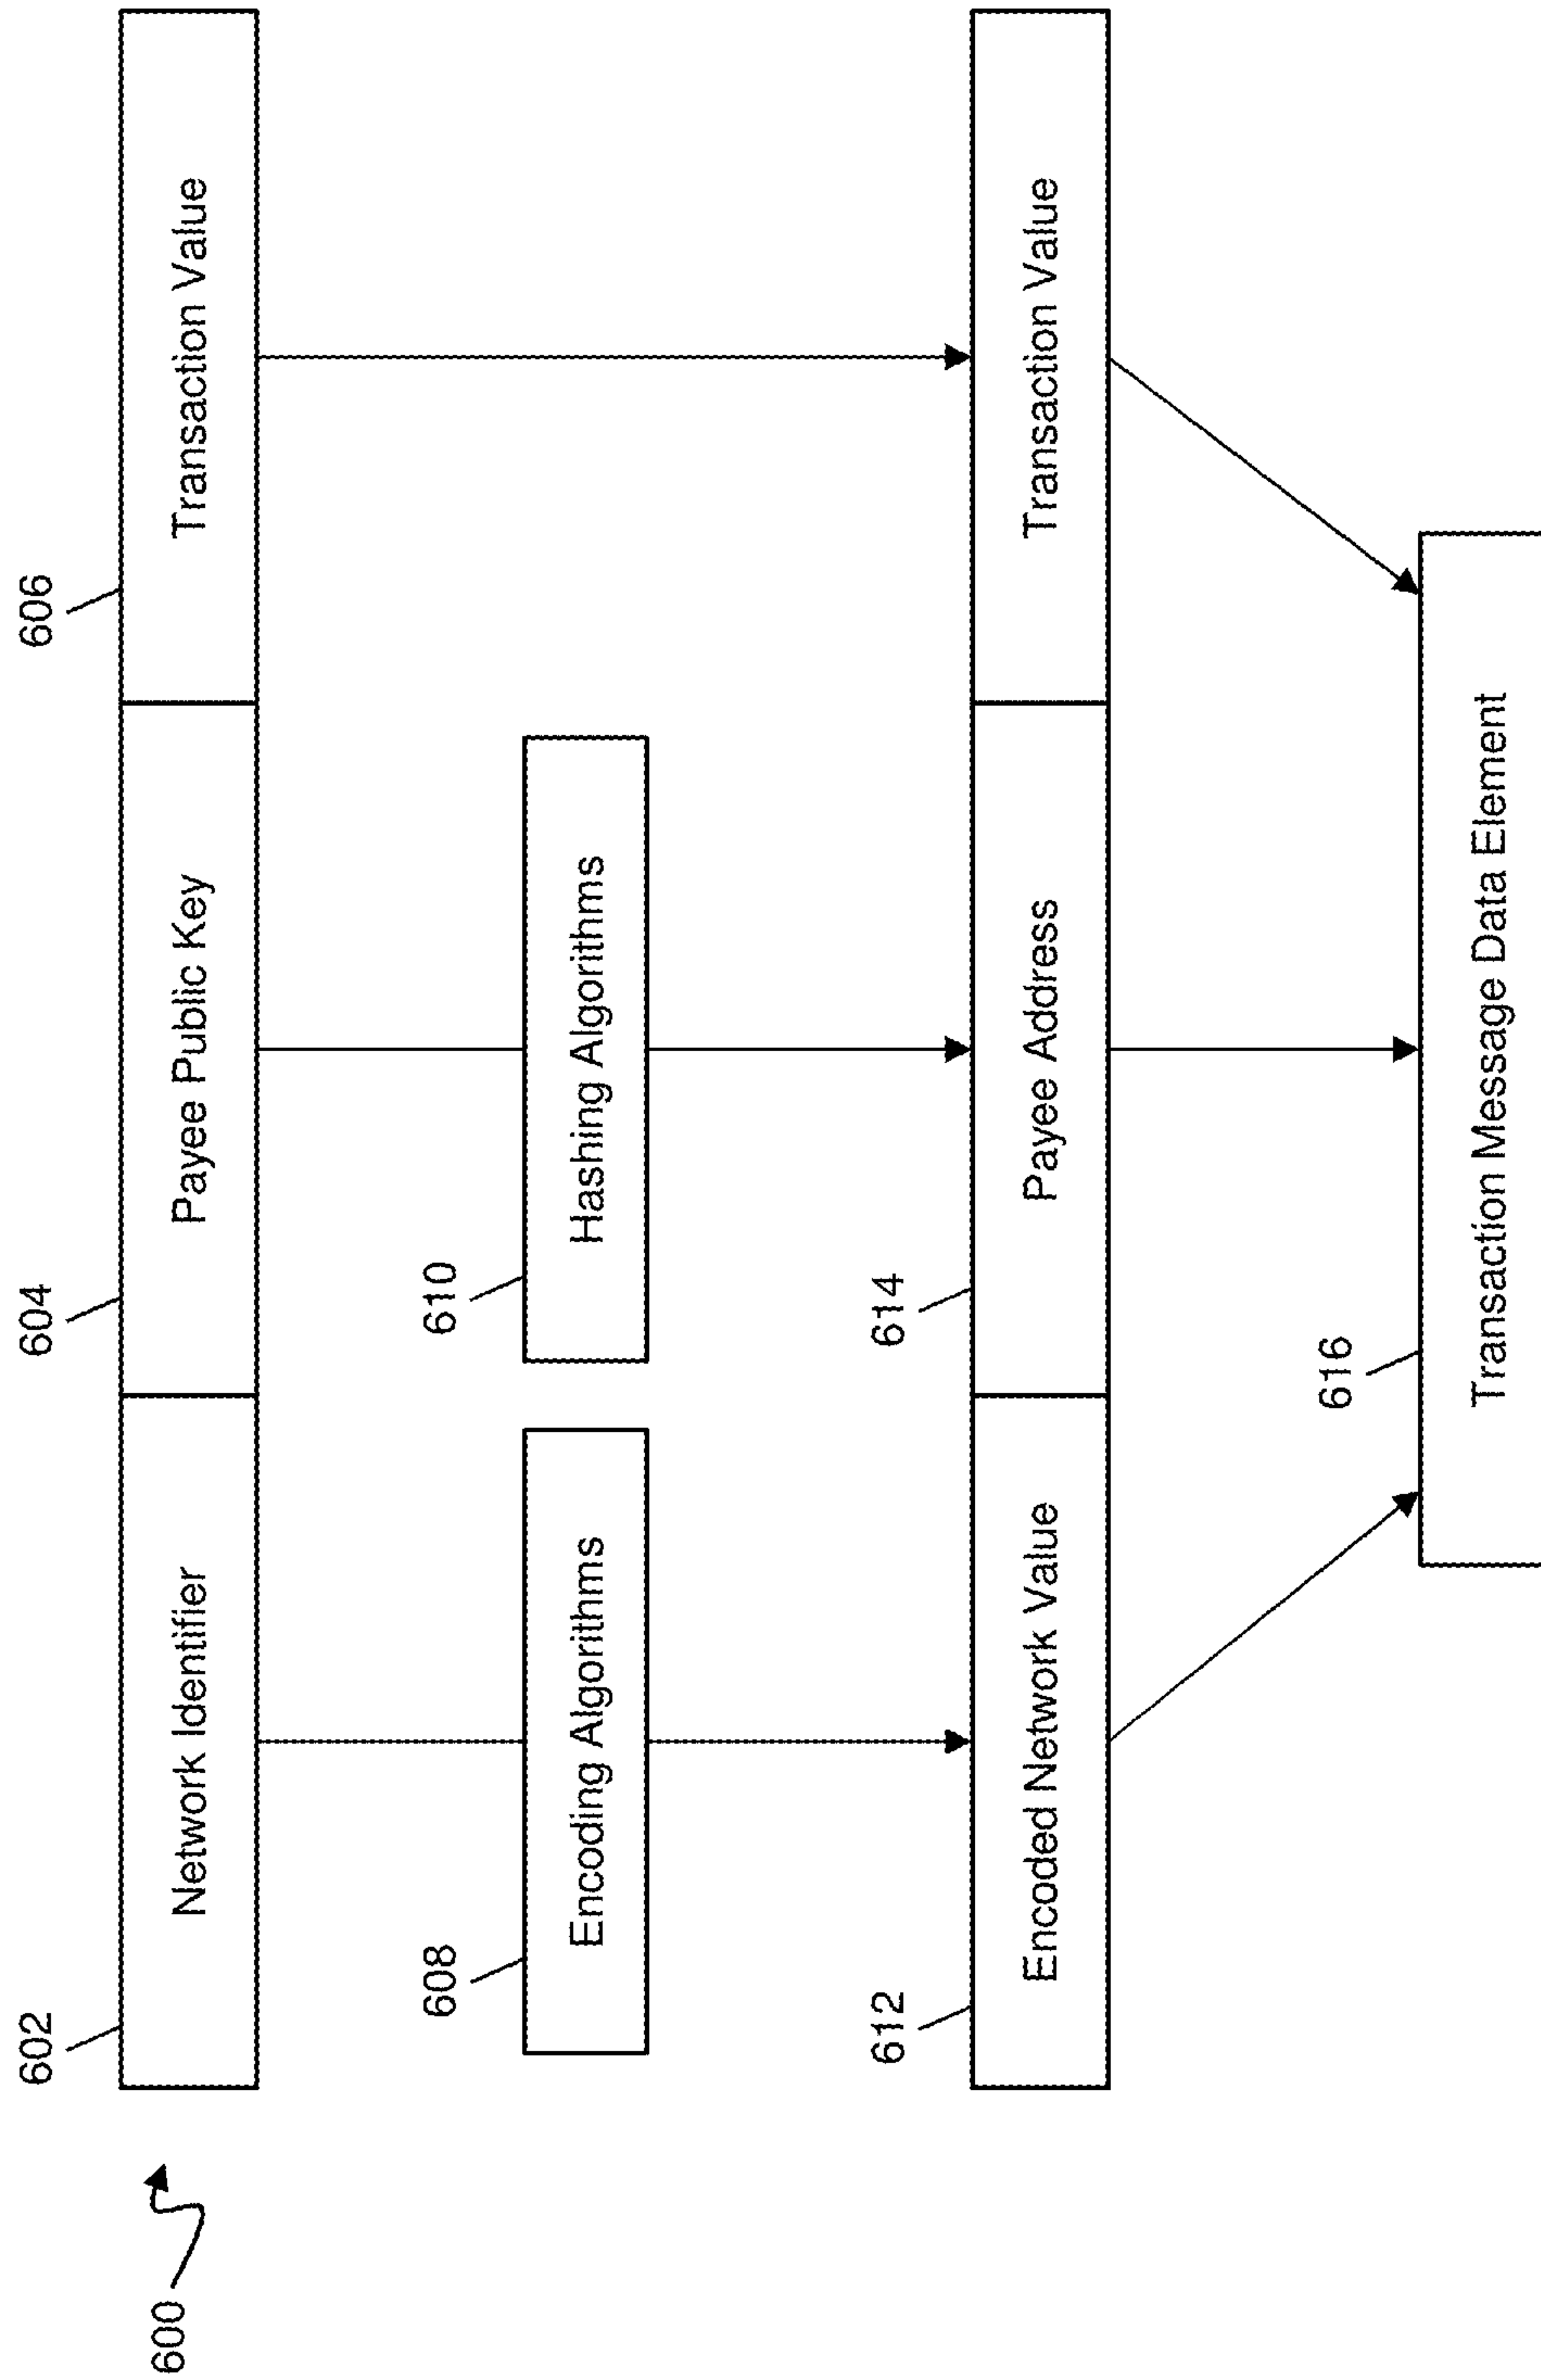 600
602
604
606
Network Identifier
Payee Public Key
Transaction Value
608
610
Encoding Algorithms
Hashing Algorithms
612
614
Encoded Network Value
Payee Address
Transaction Value
616
Transaction Message Data Element